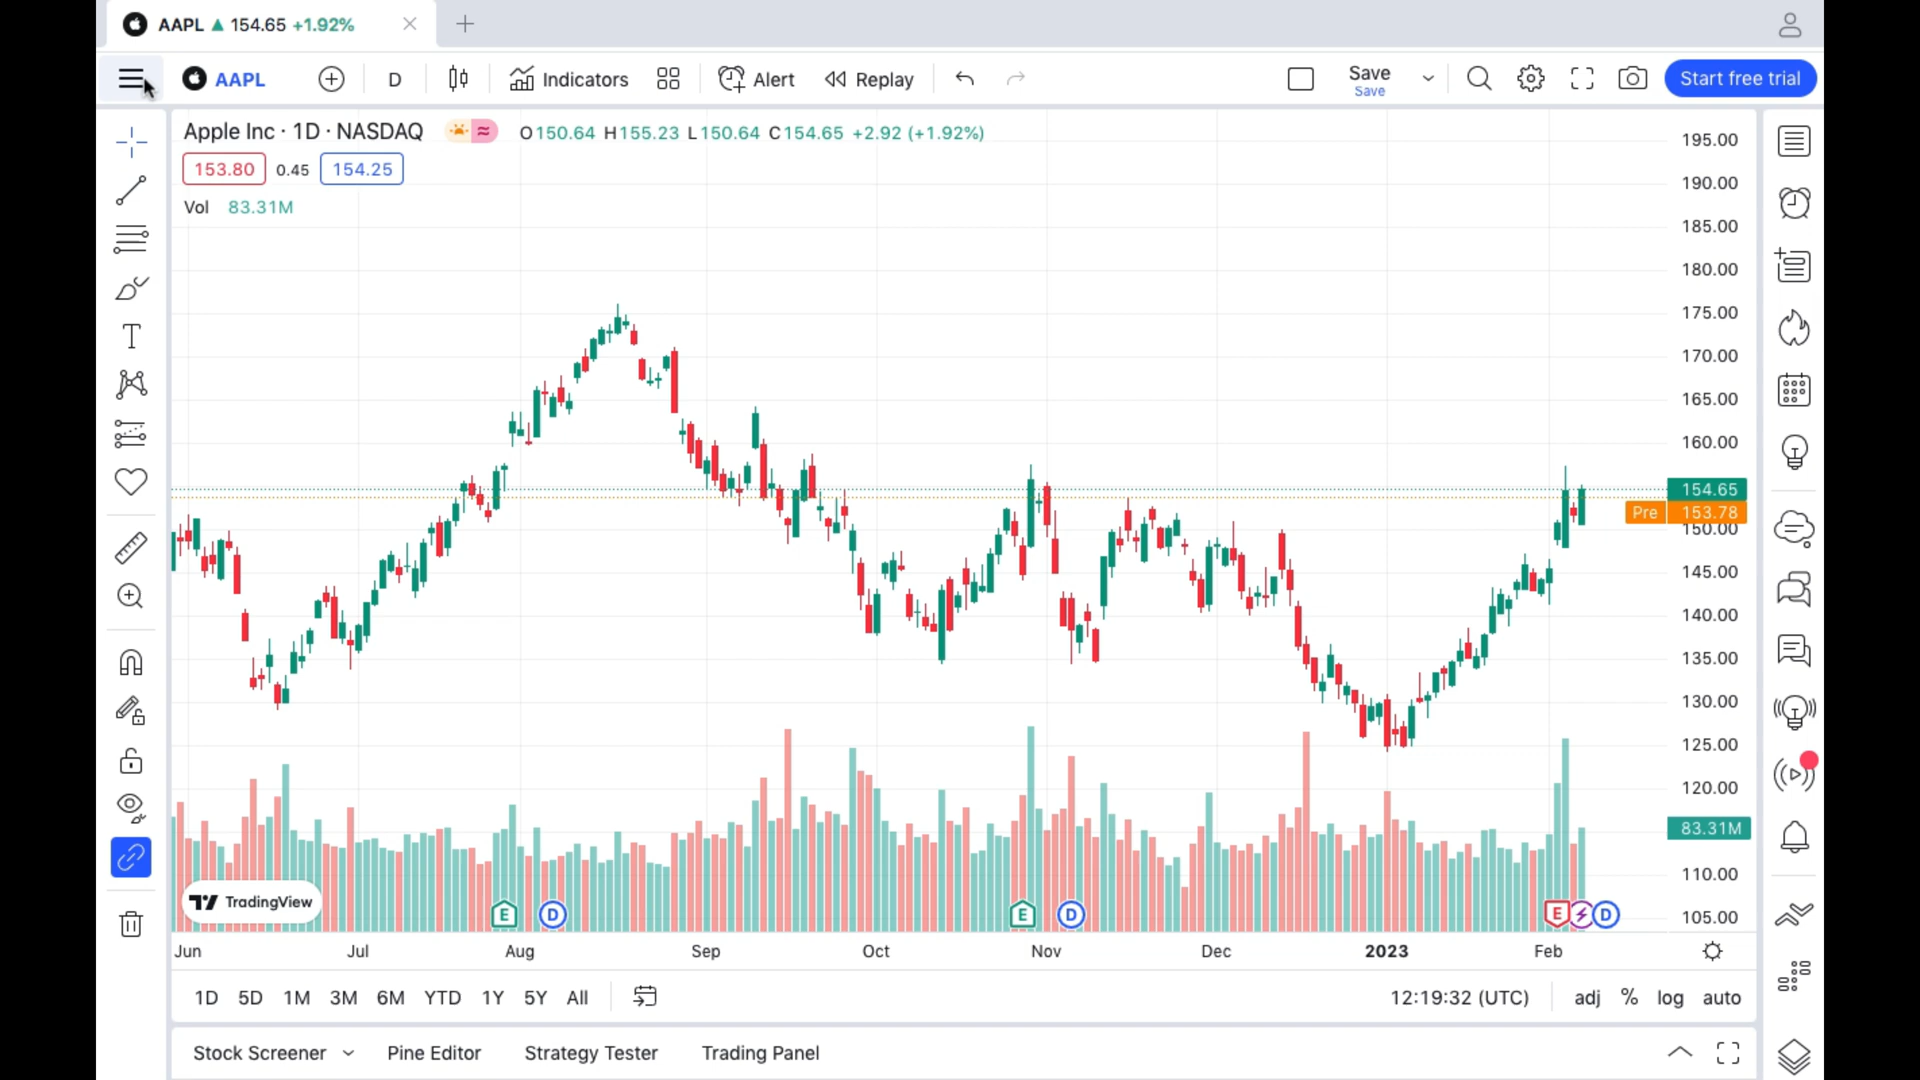 AAPL ▲ 154.65 +1.92%
AAPL D Indicators Alert Replay Save Start free trial
Save
Apple Inc · 1D · NASDAQ O150.64 H155.23 L150.64 C154.65 +2.92 (+1.92%)
153.80 0.45 154.25
Vol 83.31M
195.00
190.00
185.00
180.00
175.00
170.00
165.00
160.00
154.65
Pre 153.78
150.00
145.00
140.00
135.00
130.00
125.00
120.00
83.31M
110.00
105.00
TradingView
E D E D E D
Jun Jul Aug Sep Oct Nov Dec 2023 Feb
1D 5D 1M 3M 6M YTD 1Y 5Y All 12:19:32 (UTC) adj % log auto
Stock Screener Pine Editor Strategy Tester Trading Panel